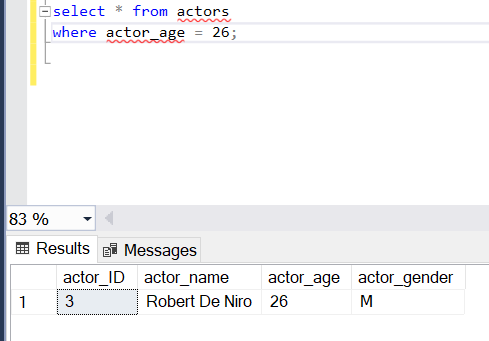 select * from actors
where actor_age = 26;
83 %
Results Messages
actor_ID actor_name actor_age actor_gender
1 3 Robert De Niro 26 M